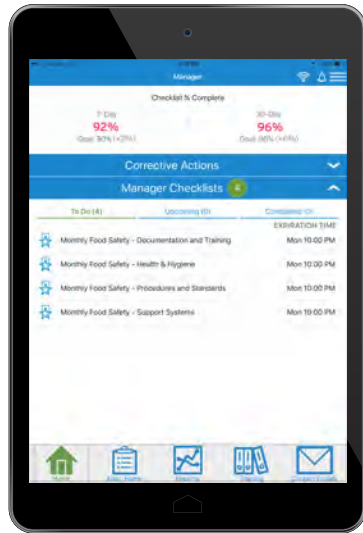 Manager
Checklist % Complete
7-Day
30-Day
92%
96%
Corrective Actions
Manager Checklists
To Do (4)
Upcoming (0)
EXPIRATION TIME
Monthly Food Safety - Documentation and Training
Mon 10:00 PM
Monthly Food Safety - Health & Hygiene
Mon 10:00 PM
Monthly Food Safety - Procedures and Standards
Mon 10:00 PM
Monthly Food Safety - Support Systems
Mon 10:00 PM
Home